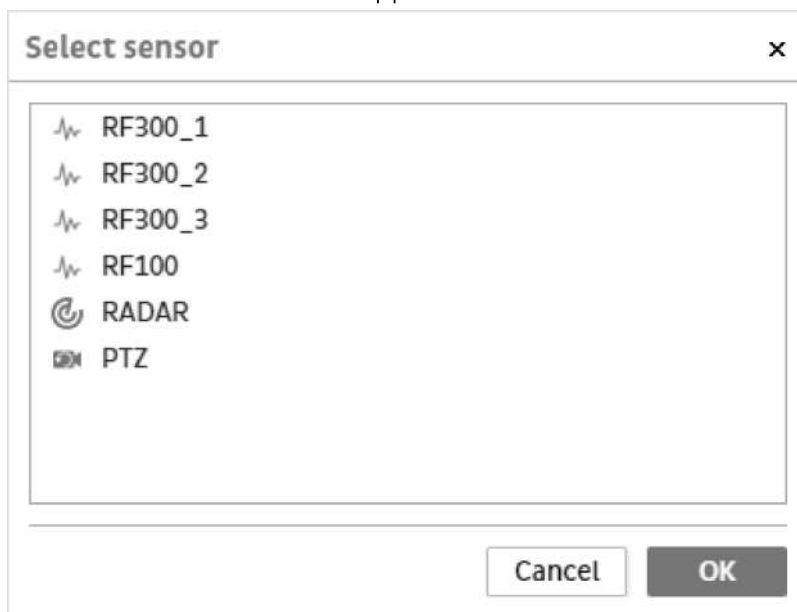 Select sensor
RF300_1
RF300_2
RF300_3
RF100
RADAR
PTZ
Cancel
OK